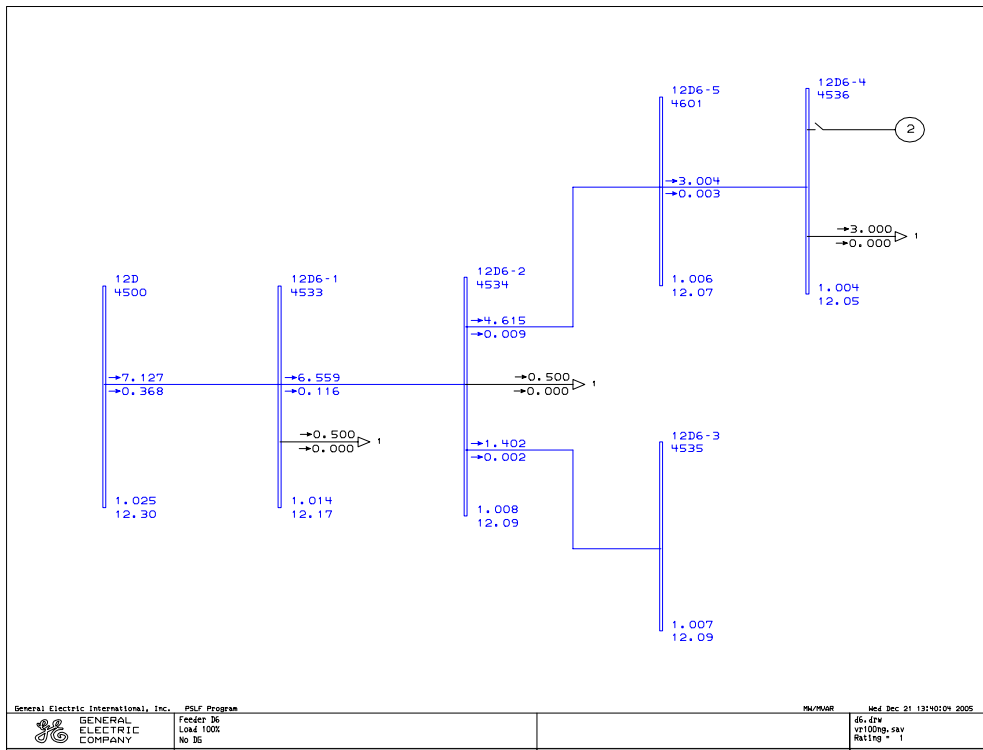 12D6-5
4601
12D6-4
4536
2
→3.004
→0.003
→3.000
→0.000
1
1.006
12.07
1.004
12.05
12D
4500
12D6-1
4533
12D6-2
4534
→4.615
→0.009
→7.127
→0.368
→6.559
→0.116
→0.500
→0.000
1
→0.500
→0.000
1
→1.402
→0.002
12D6-3
4535
1.025
12.30
1.014
12.17
1.008
12.09
1.007
12.09
General Electric International, Inc. PSLF Program
MW/MVAR Wed Dec 21 13:40:04 2005
GE
GENERAL
ELECTRIC
COMPANY
Feeder D6
Load 100%
No DG
d6.drw
vr100ng.sav
Rating = 1